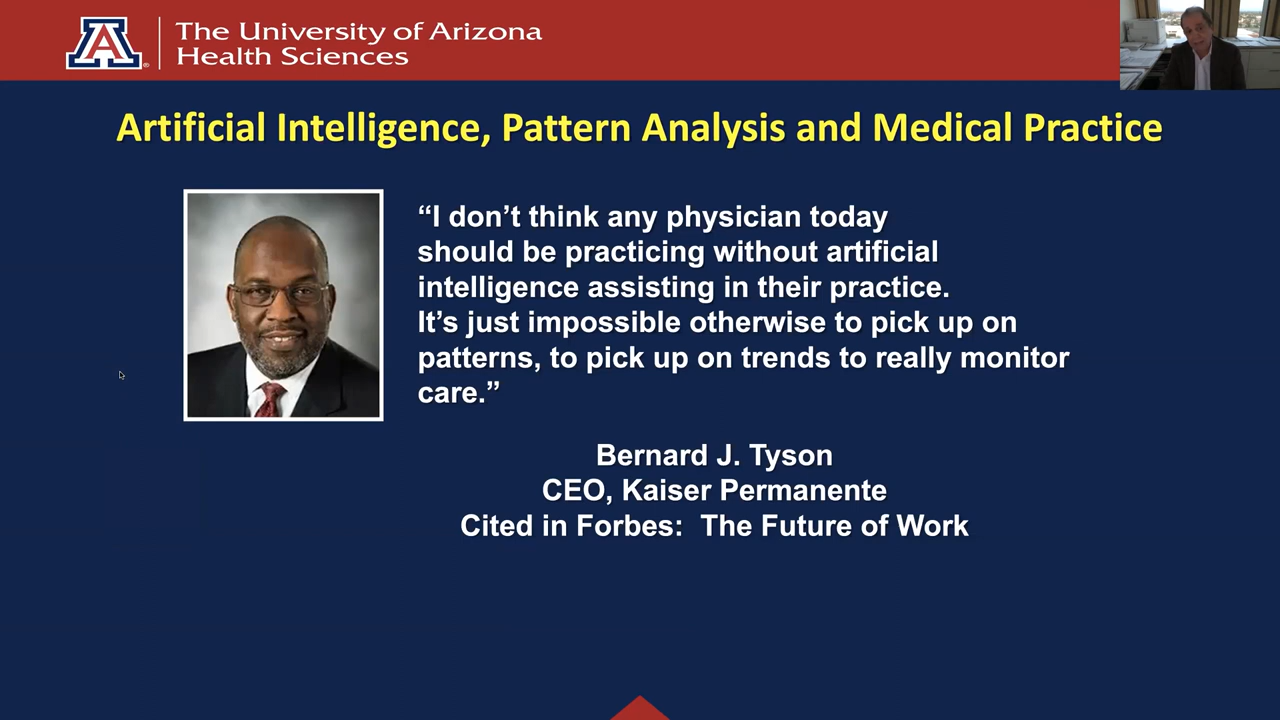 The University of Arizona
Health Sciences
Artificial Intelligence, Pattern Analysis and Medical Practice
“I don’t think any physician today
should be practicing without artificial
intelligence assisting in their practice.
It’s just impossible otherwise to pick up on
patterns, to pick up on trends to really monitor
care.”
Bernard J. Tyson
CEO, Kaiser Permanente
Cited in Forbes:  The Future of Work